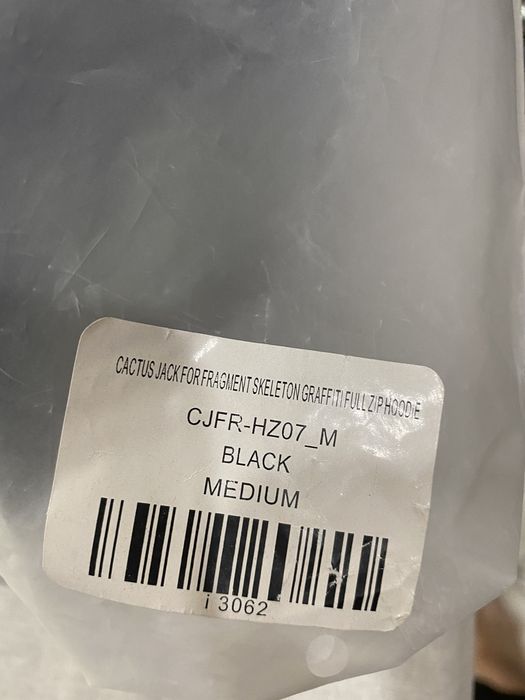 CACTUS JACK FOR FRAGMENT SKELETON GRAFFITI FULL ZIP HOODIE
CJFR-HZ07_M
BLACK
MEDIUM
i 3062